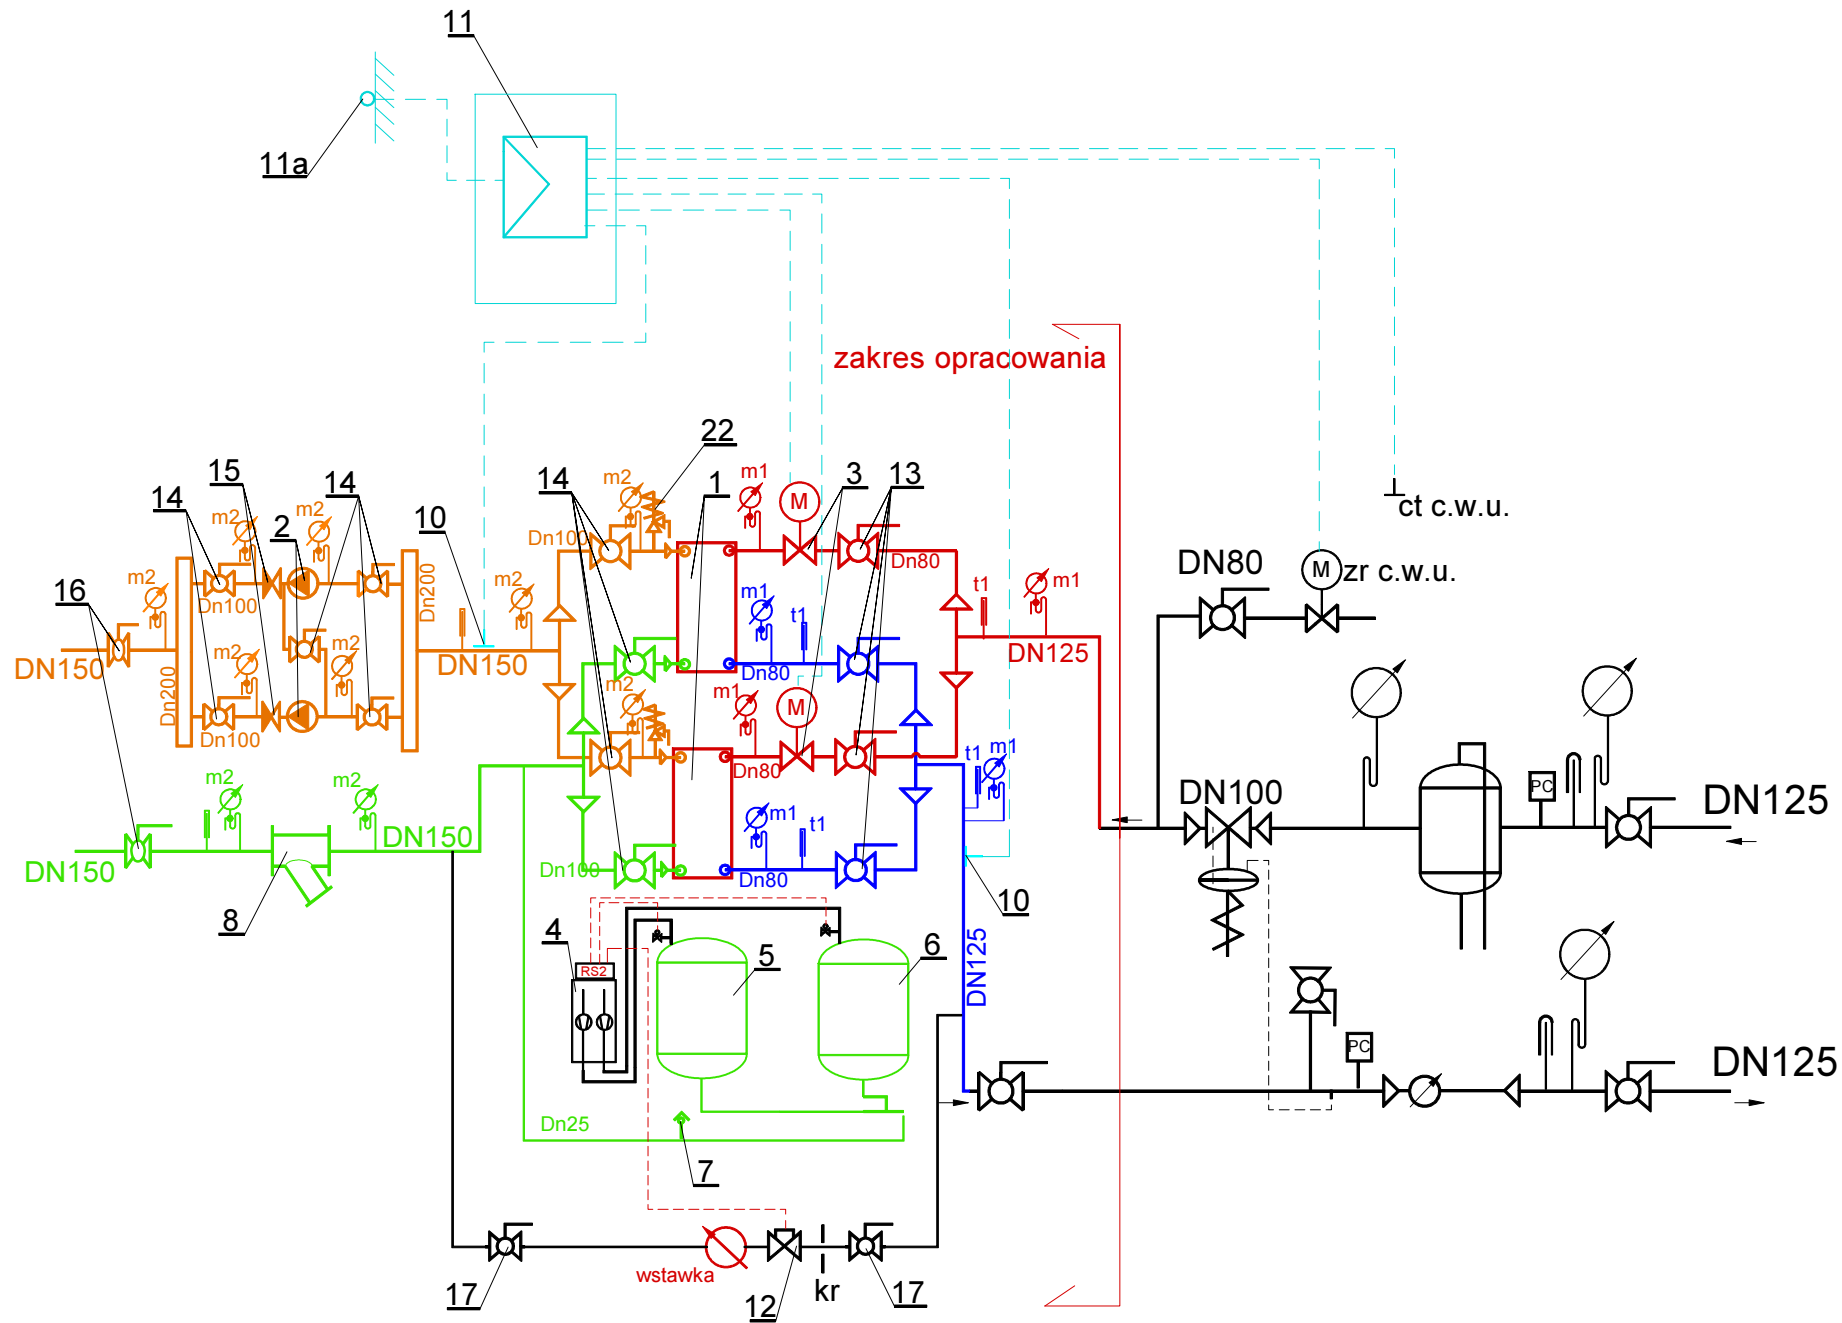 11
11a
zakres opracowania
22
m2
m1
15
14
14
14
1
3
13
2
10
M
ct c.w.u.
m2
m2
Dn100
Dn80
DN80
M
zr c.w.u.
16
m2
m2
m1
t1
t1
m1
Dn100
Dn200
DN150
DN150
DN125
Dn200
m2
m2
m2
Dn80
m1
M
Dn100
Dn80
t1
m1
m2
m2
DN150
DN150
m1
t1
DN100
PC
DN125
Dn100
Dn80
8
4
5
6
10
RS2
DN125
PC
DN125
Dn25
7
wstawka
17
12
kr
17